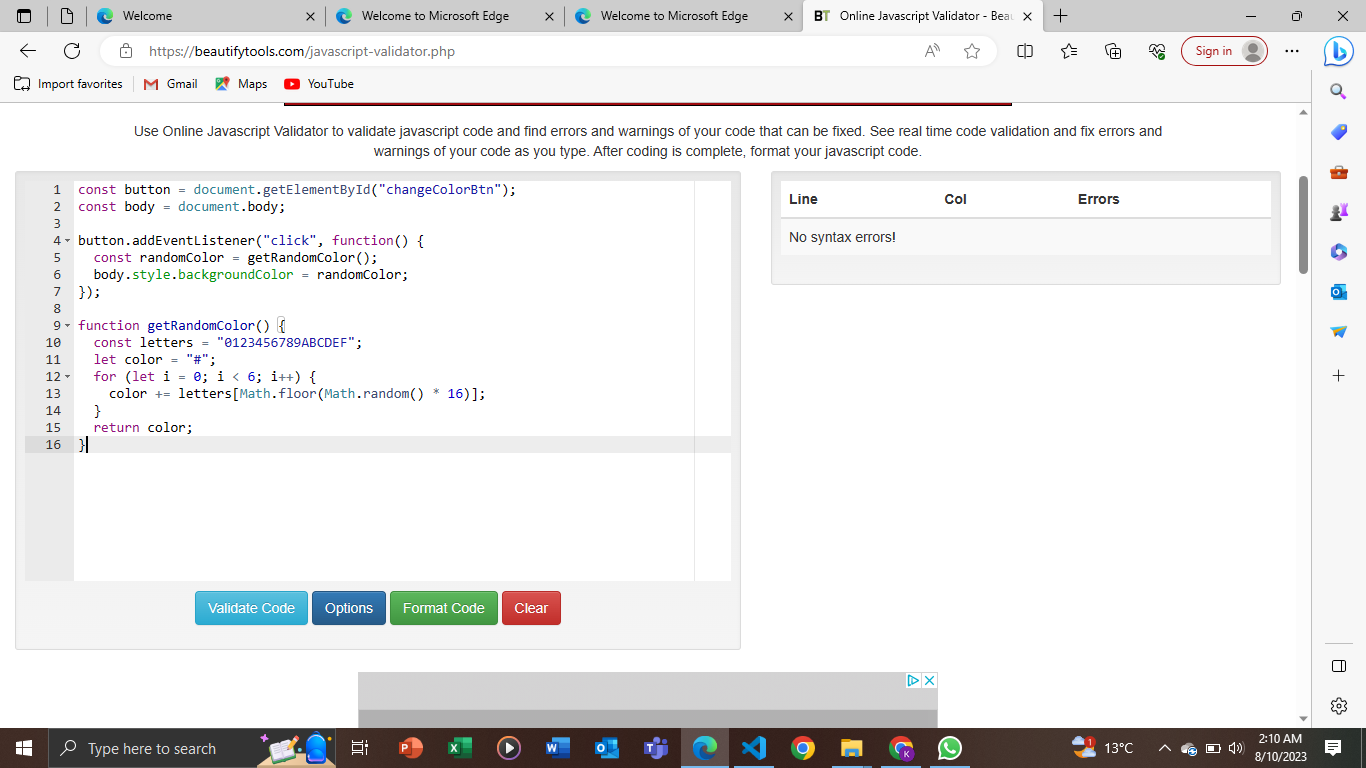 Welcome
Welcome to Microsoft Edge
Welcome to Microsoft Edge
BT Online Javascript Validator - Beau
https://beautifytools.com/javascript-validator.php
Sign in
Import favorites
Gmail
Maps
YouTube
Use Online Javascript Validator to validate javascript code and find errors and warnings of your code that can be fixed. See real time code validation and fix errors and
warnings of your code as you type. After coding is complete, format your javascript code.
1 const button = document.getElementById("changeColorBtn");
2 const body = document.body;
3
4 button.addEventListener("click", function() {
5   const randomColor = getRandomColor();
6   body.style.backgroundColor = randomColor;
7 });
8
9 function getRandomColor() {
10   const letters = "0123456789ABCDEF";
11   let color = "#";
12   for (let i = 0; i < 6; i++) {
13     color += letters[Math.floor(Math.random() * 16)];
14   }
15   return color;
16 }
Line Col Errors
No syntax errors!
Validate Code
Options
Format Code
Clear
Type here to search
1
13°C
K
2:10 AM
8/10/2023